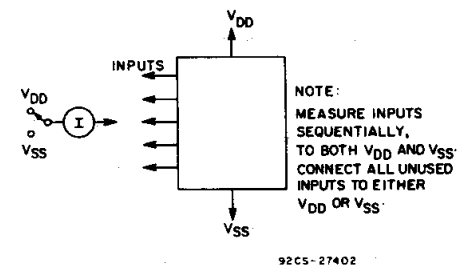 VDD
INPUTS
VDD
I
VSS
NOTE:
MEASURE INPUTS
SEQUENTIALLY,
TO BOTH VDD AND VSS.
CONNECT ALL UNUSED
INPUTS TO EITHER
VDD OR VSS.
VSS
92CS-27402